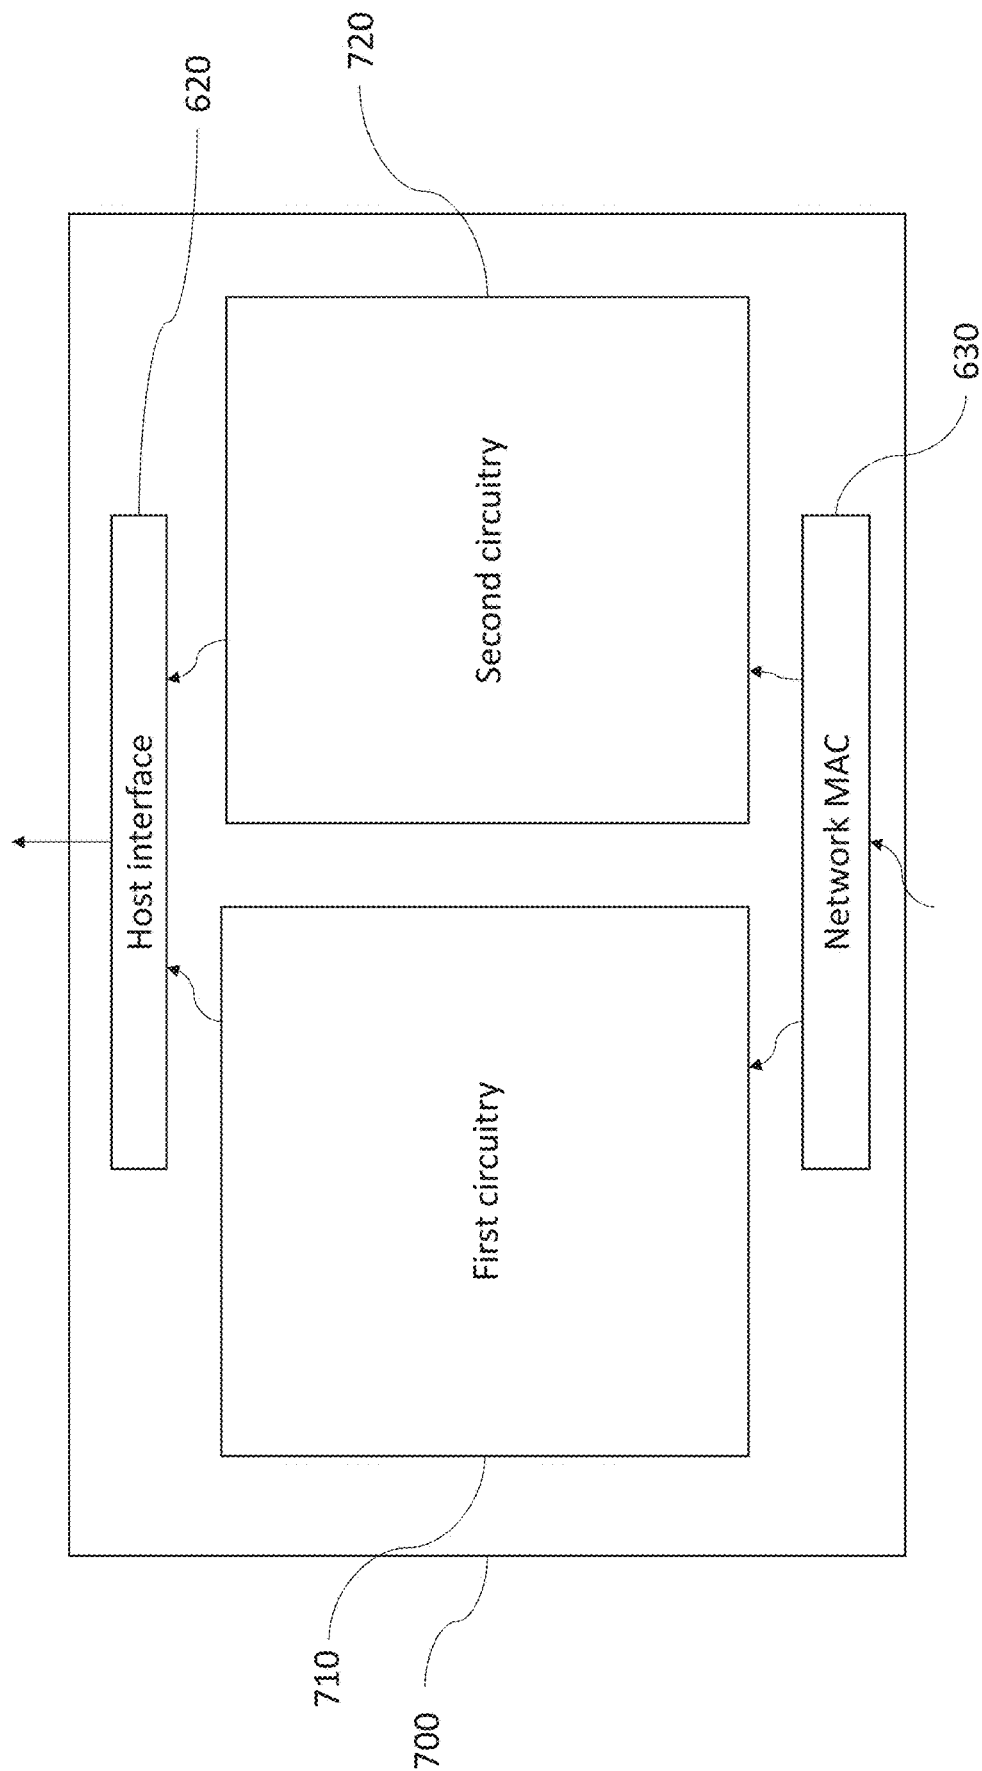 620
720
Host interface
First circuitry
Second circuitry
Network MAC
630
710
700